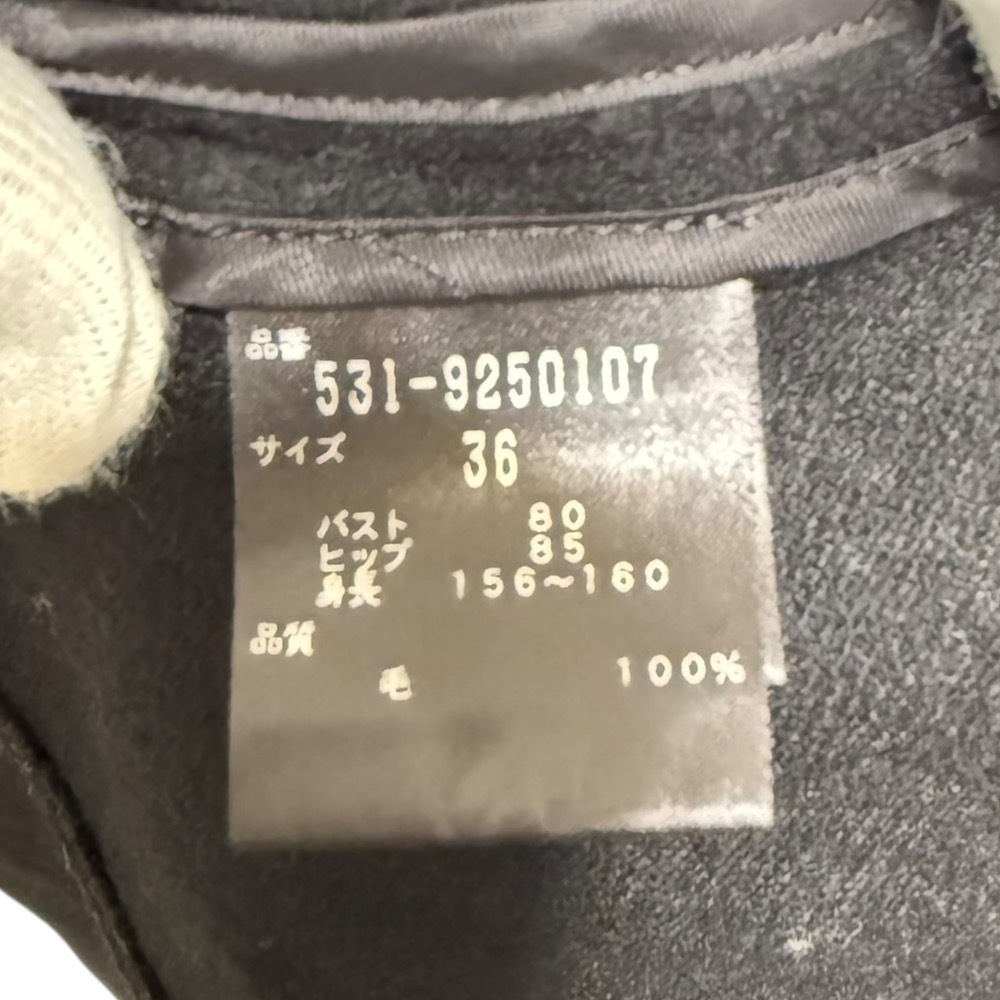 品番
531-9250107
サイズ 36
バスト 80
ヒップ 85
身長 156~160
品質
毛 100%